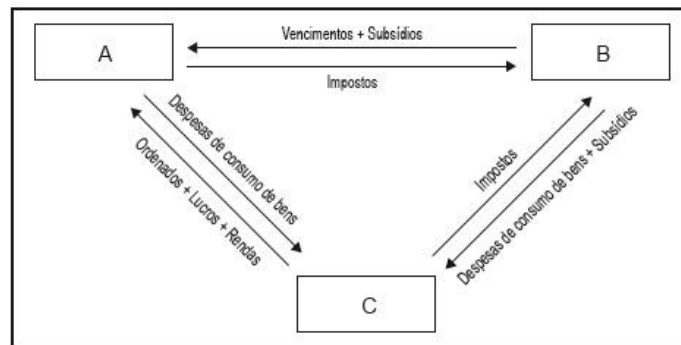 Vencimentos + Subsídios
A
B
Impostos
Despesas de consumo de bens
Ordenados + Lucros + Rendas
Impostos
Despesas de consumo de bens + Subsídios
C